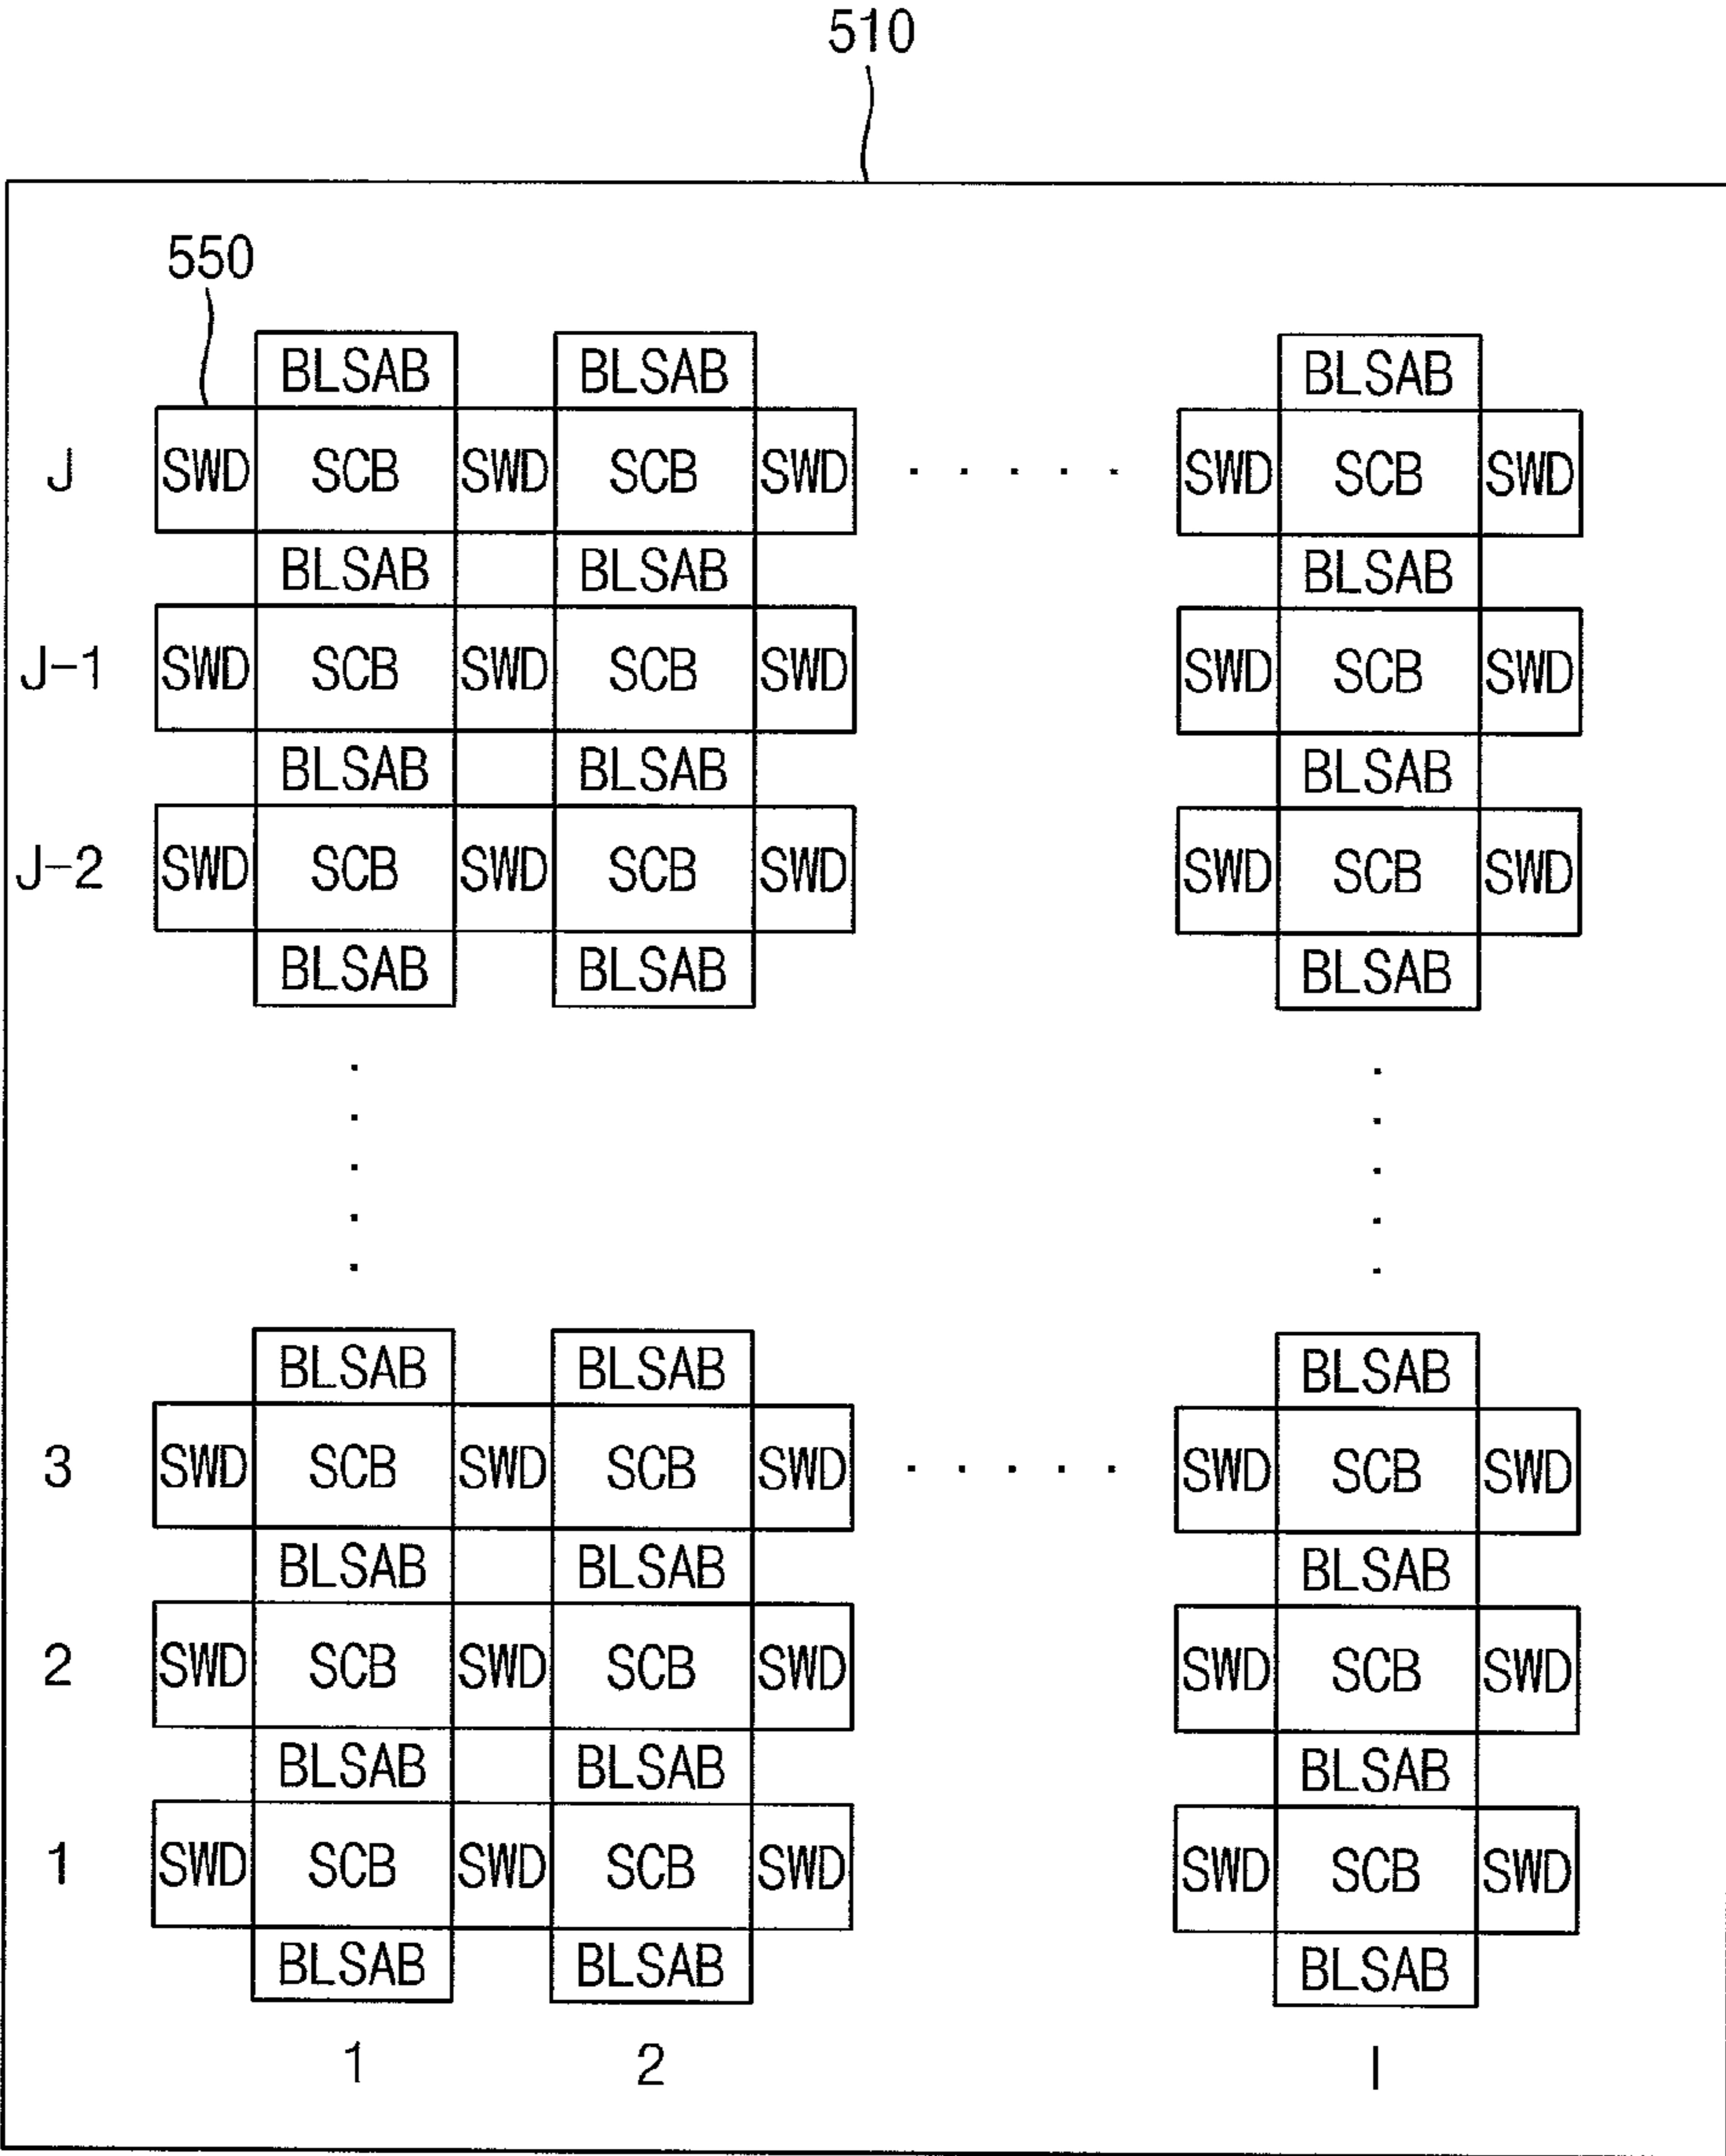 510
550
BLSAB BLSAB BLSAB
J SWD SCB SWD SCB SWD · · · · · SWD SCB SWD
BLSAB BLSAB BLSAB
J-1 SWD SCB SWD SCB SWD SWD SCB SWD
BLSAB BLSAB BLSAB
J-2 SWD SCB SWD SCB SWD SWD SCB SWD
BLSAB BLSAB BLSAB
BLSAB BLSAB BLSAB
3 SWD SCB SWD SCB SWD · · · · · SWD SCB SWD
BLSAB BLSAB BLSAB
2 SWD SCB SWD SCB SWD SWD SCB SWD
BLSAB BLSAB BLSAB
1 SWD SCB SWD SCB SWD SWD SCB SWD
BLSAB BLSAB BLSAB
1 2 I